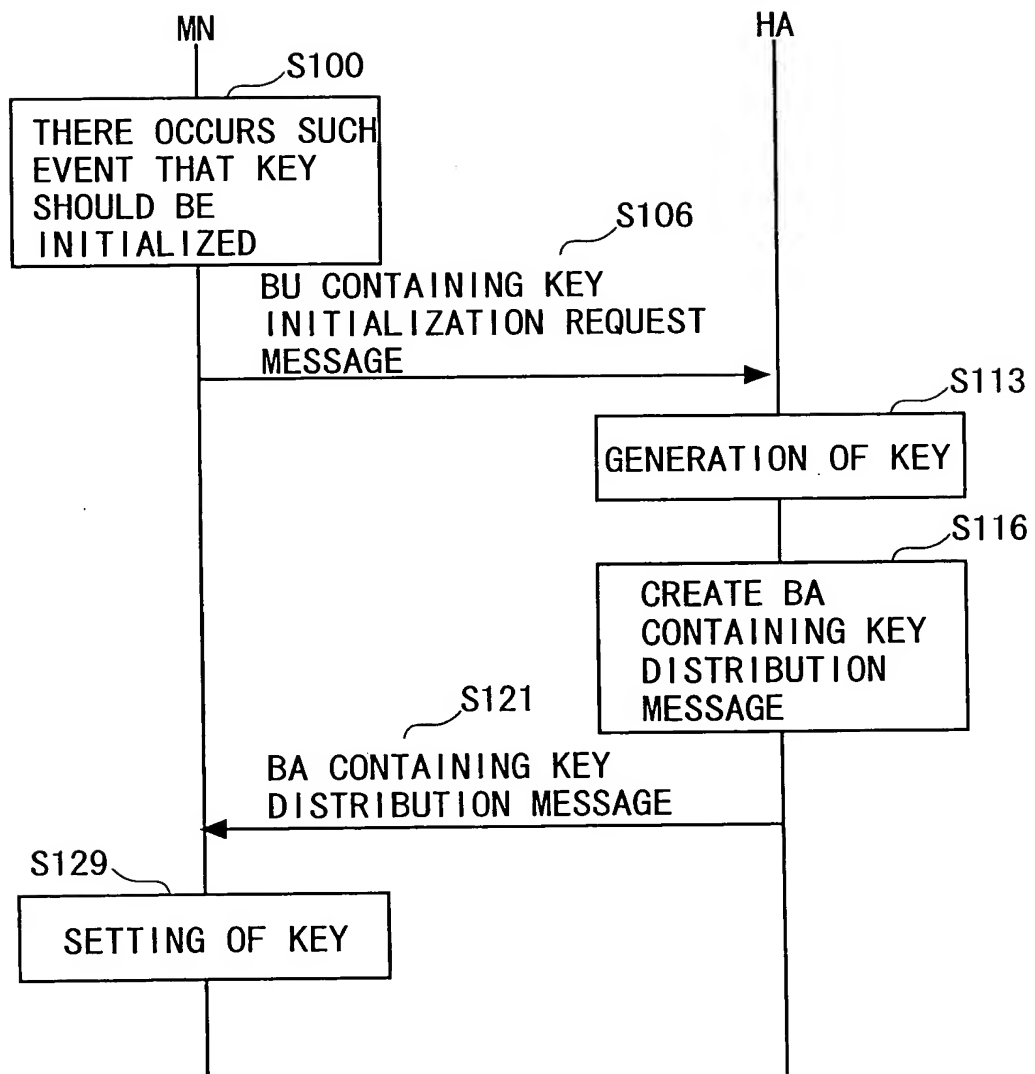 MN
HA
S100
THERE OCCURS SUCH
EVENT THAT KEY
SHOULD BE
INITIALIZED
S106
BU CONTAINING KEY
INITIALIZATION REQUEST
MESSAGE
S113
GENERATION OF KEY
S116
CREATE BA
CONTAINING KEY
DISTRIBUTION
MESSAGE
S121
BA CONTAINING KEY
DISTRIBUTION MESSAGE
S129
SETTING OF KEY